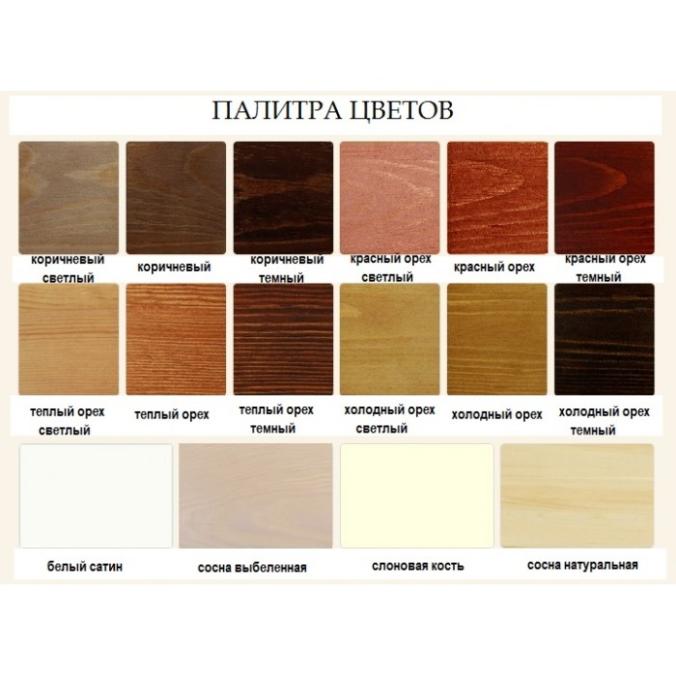 ПАЛИТРА ЦВЕТОВ
коричневый светлый
коричневый
коричневый темный
красный орех светлый
красный орех
красный орех темный
теплый орех светлый
теплый орех
теплый орех темный
холодный орех светлый
холодный орех
холодный орех темный
белый сатин
сосна выбеленная
слоновая кость
сосна натуральная